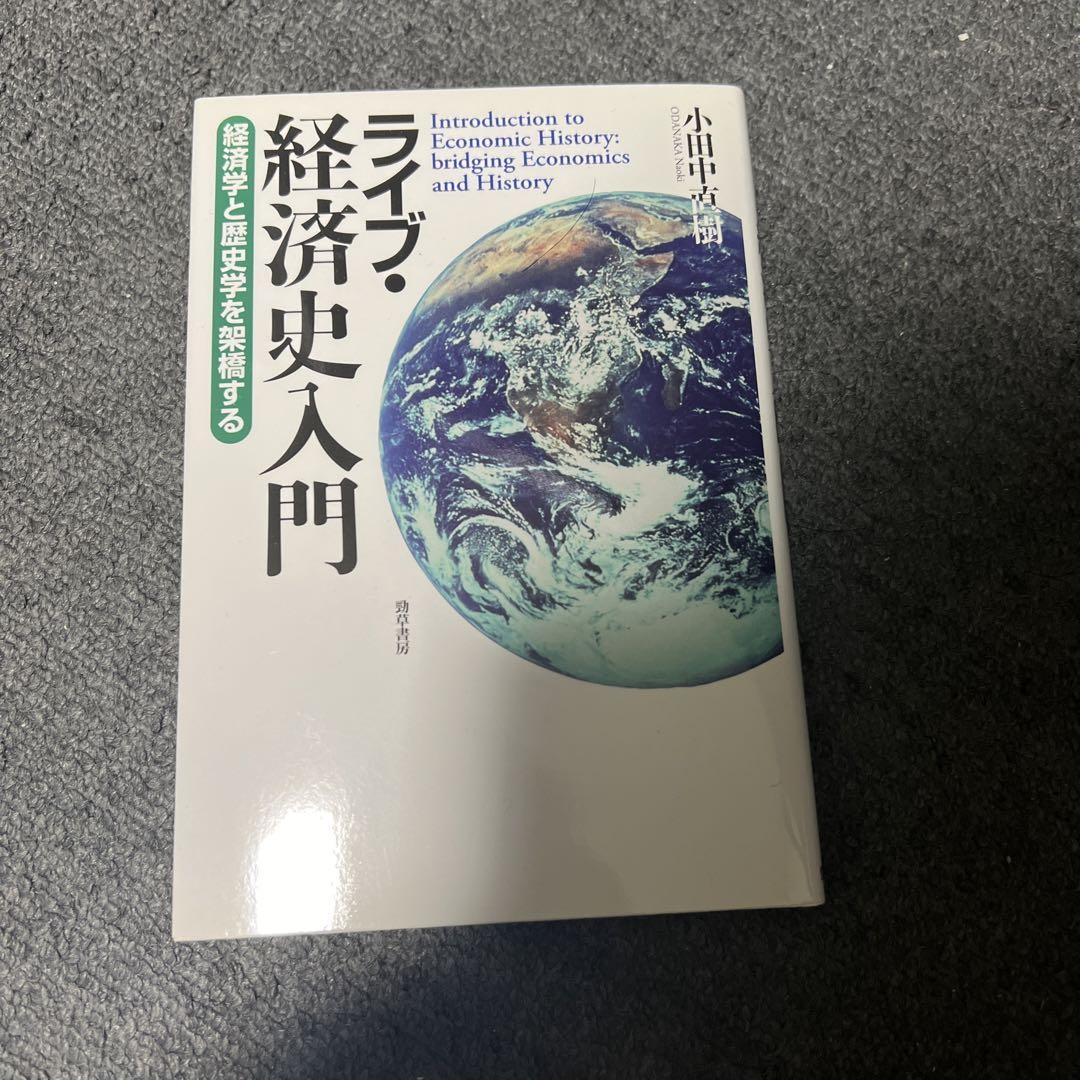 小田中直樹
ODANAKA Naoki
Introduction to
Economic History:
bridging Economics
and History
ライブ・
経済史入門
経済学と歴史学を架橋する
勁草書房